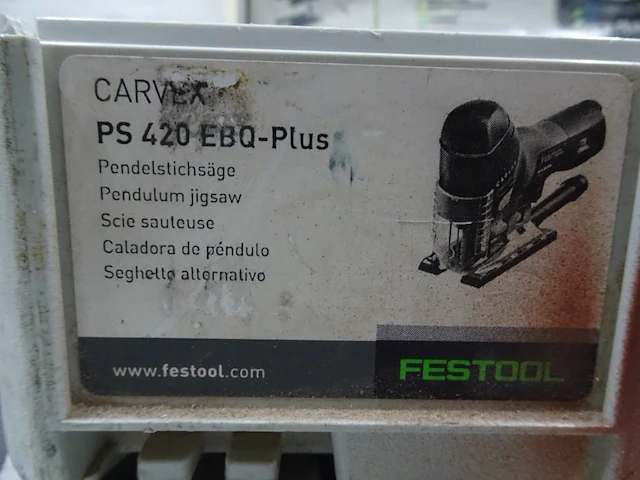 CARVEX
PS 420 EBQ-Plus
Pendelstichsäge
Pendulum jigsaw
Scie sauteuse
Caladora de péndulo
Seghetto alternativo
www.festool.com
FESTOOL